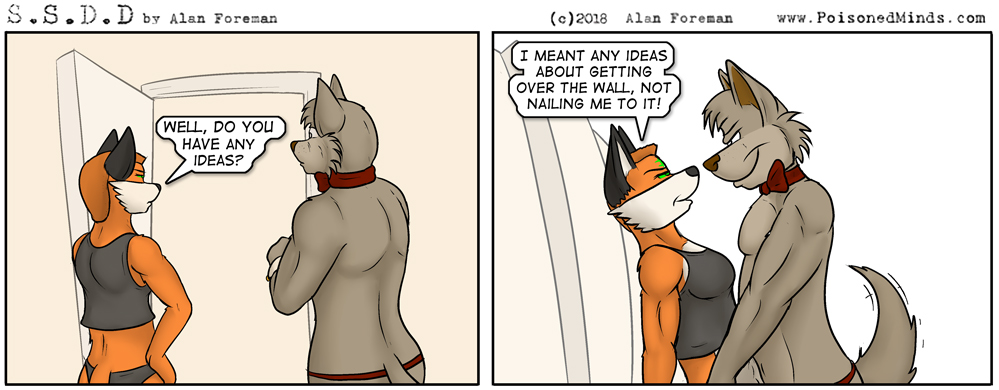 S.S.D.D by Alan Foreman (c)2018 Alan Foreman www.PoisonedMinds.com
WELL, DO YOU
HAVE ANY
IDEAS?
I MEANT ANY IDEAS
ABOUT GETTING
OVER THE WALL, NOT
NAILING ME TO IT!